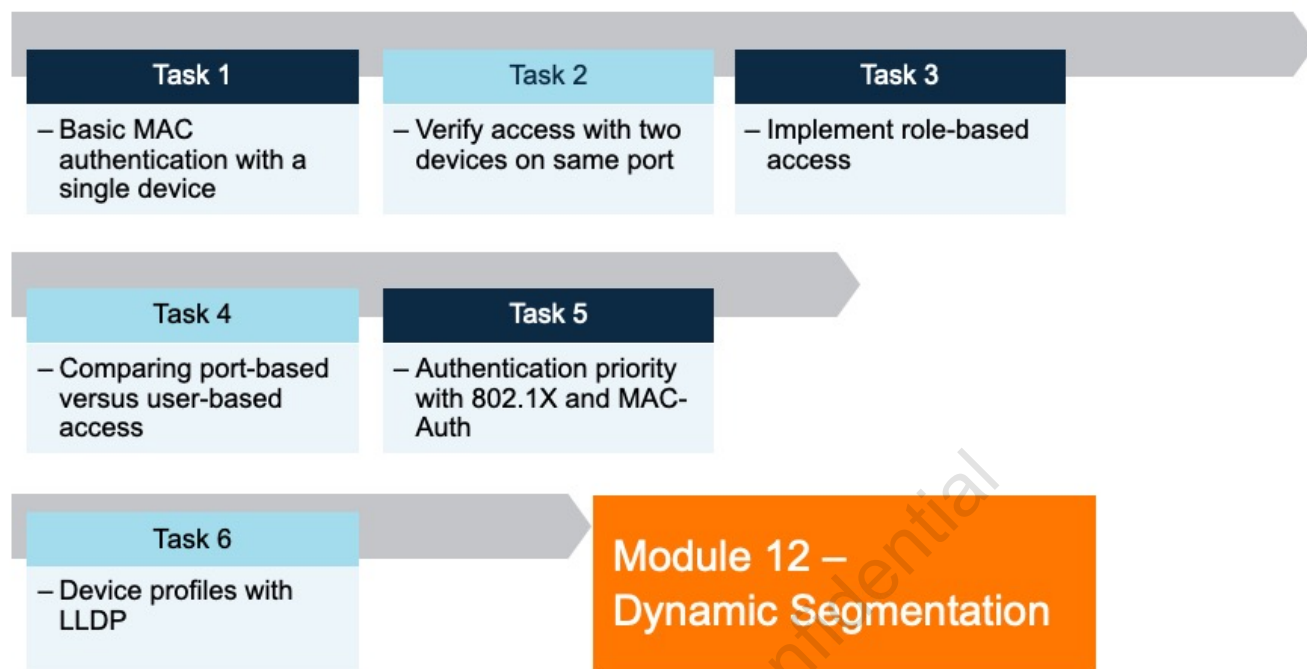 Task 1
Task 2
Task 3
– Basic MAC
authentication with a
single device
– Verify access with two
devices on same port
– Implement role-based
access
Task 4
Task 5
– Comparing port-based
versus user-based
access
– Authentication priority
with 802.1X and MAC-
Auth
Task 6
– Device profiles with
LLDP
Module 12 –
Dynamic Segmentation